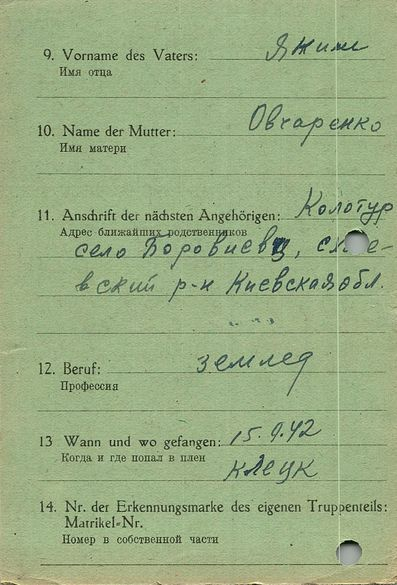 9. Vorname des Vaters: Яким
Имя отца
10. Name der Mutter: Овчаренко
Имя матери
11. Anschrift der nächsten Angehörigen: Колотур
Адрес ближайших родственников
село
вский р-н Киевская обл.
12. Beruf: землед
Профессия
13 Wann und wo gefangen: 15.9.42
Когда и где попал в плен
Клецк
14. Nr. der Erkennungsmarke des eigenen Truppenteils:
Matrikel-Nr.
Номер в собственной части